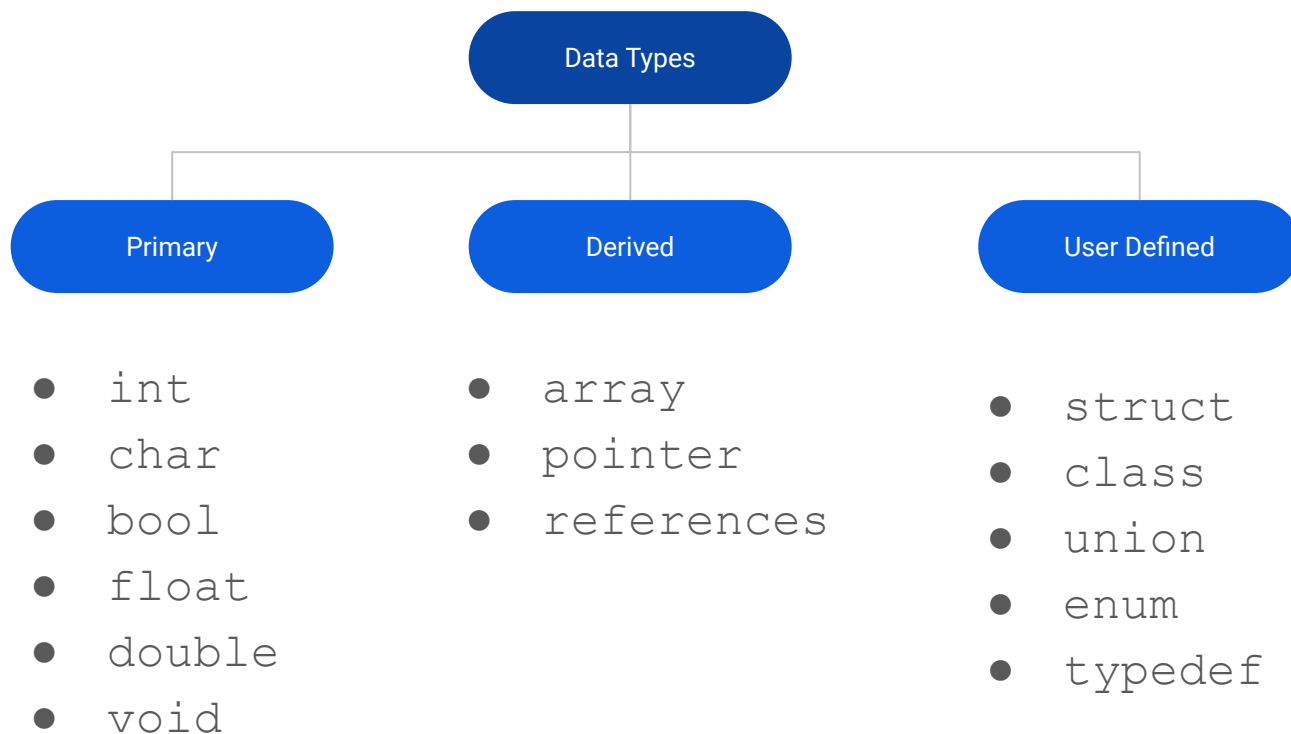 Data Types
Primary
Derived
User Defined
● int
● char
● bool
● float
● double
● void
● array
● pointer
● references
● struct
● class
● union
● enum
● typedef